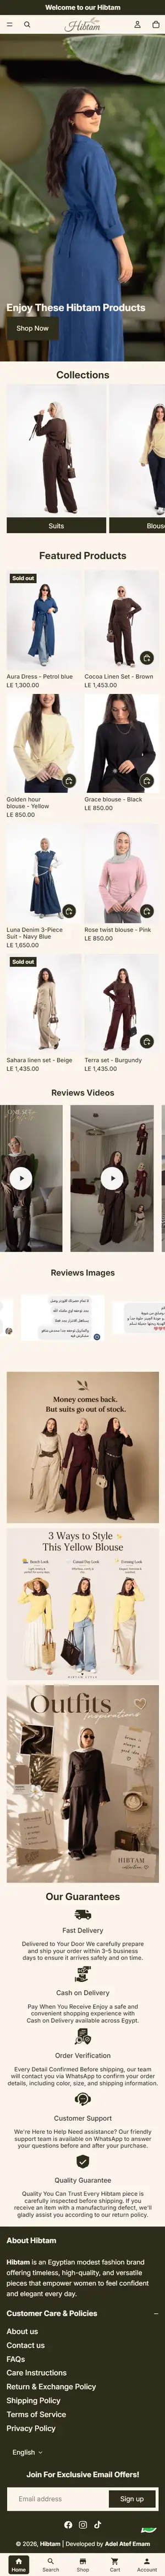 Welcome to our Hibtam
Hibtam
Enjoy These Hibtam Products
Shop Now
Collections
Suits
Featured Products
Sold out
Aura Dress - Petrol blue
LE 1,300.00
Cocoa Linen Set - Brown
LE 1,453.00
Golden hour
blouse - Yellow
LE 850.00
Grace blouse - Black
LE 850.00
Luna Denim 3-Piece
Suit - Navy Blue
LE 1,650.00
Rose twist blouse - Pink
LE 850.00
Sold out
Sahara linen set - Beige
LE 1,435.00
Terra set - Burgundy
LE 1,435.00
Reviews Videos
Reviews Images
Money comes back.
But suits go out of stock.
3 Ways to Style
This Yellow Blouse
Beach Look
Casual Day Look
Evening Look
Outfits
Inspirations
HIBTAM
Our Guarantees
Fast Delivery
Delivered to Your Door We carefully prepare
and ship your order within 3–5 business
days to ensure it arrives safely and on time.
Cash on Delivery
Pay When You Receive Enjoy a safe and
convenient shopping experience with
Cash on Delivery available across Egypt.
Order Verification
Every Detail Confirmed Before shipping, our team
will contact you via WhatsApp to confirm your order
details, including color, size, and shipping information.
Customer Support
We're Here to Help Need assistance? Our friendly
support team is available on WhatsApp to answer
your questions before and after your purchase.
Quality Guarantee
Quality You Can Trust Every Hibtam piece is
carefully inspected before shipping. If you
receive an item with a manufacturing defect, we'll
gladly assist you according to our return policy.
About Hibtam
Hibtam is an Egyptian modest fashion brand
offering timeless, high-quality, and versatile
pieces that empower women to feel confident
and elegant every day.
Customer Care & Policies
About us
Contact us
FAQs
Care Instructions
Return & Exchange Policy
Shipping Policy
Terms of Service
Privacy Policy
English
Join For Exclusive Email Offers!
Email address
Sign up
© 2026, Hibtam | Developed by Adel Atef Emam
Home
Search
Shop
Cart
Account